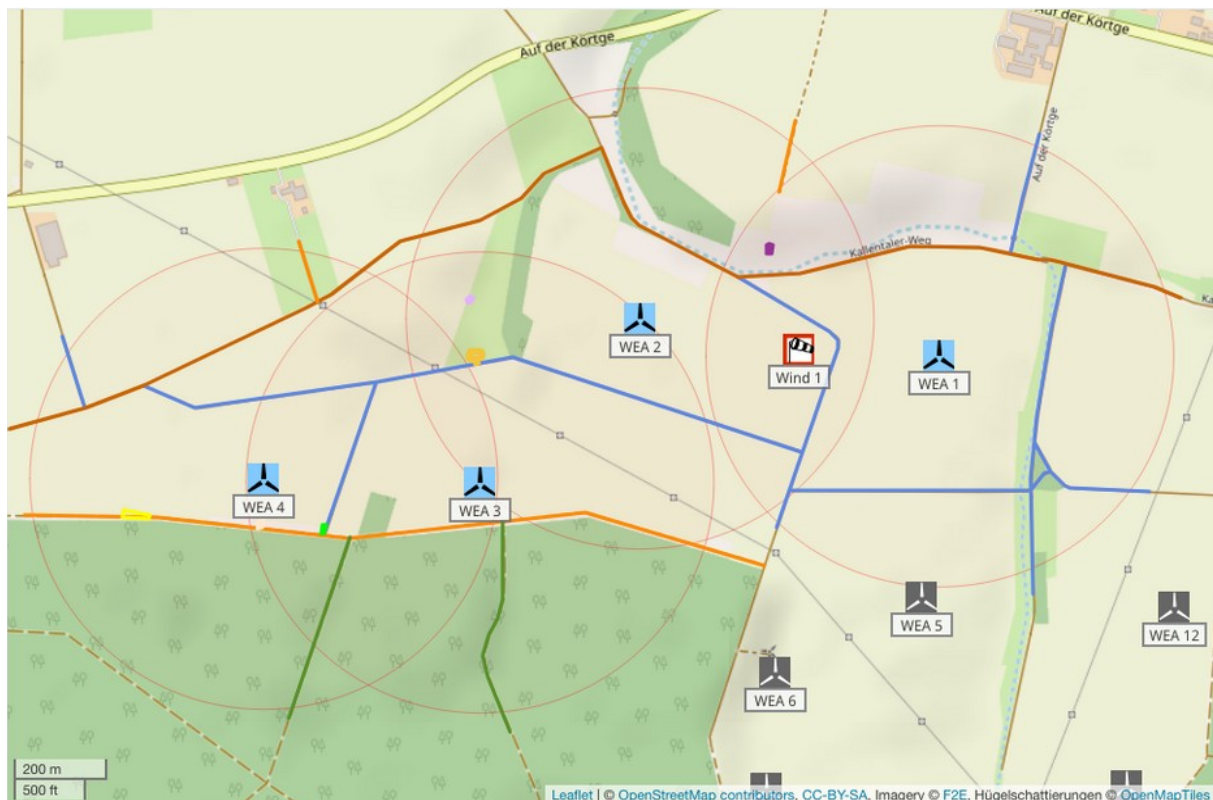 Auf der Körtge
Auf der Körtge
Auf der Körtge
Kallentaler-Weg
Ka
WEA 2
Wind 1
WEA 1
WEA 4
WEA 3
WEA 5
WEA 12
WEA 6
200 m
500 ft
Leaflet | © OpenStreetMap contributors, CC-BY-SA, Imagery © F2E, Hügelschattierungen © OpenMapTiles